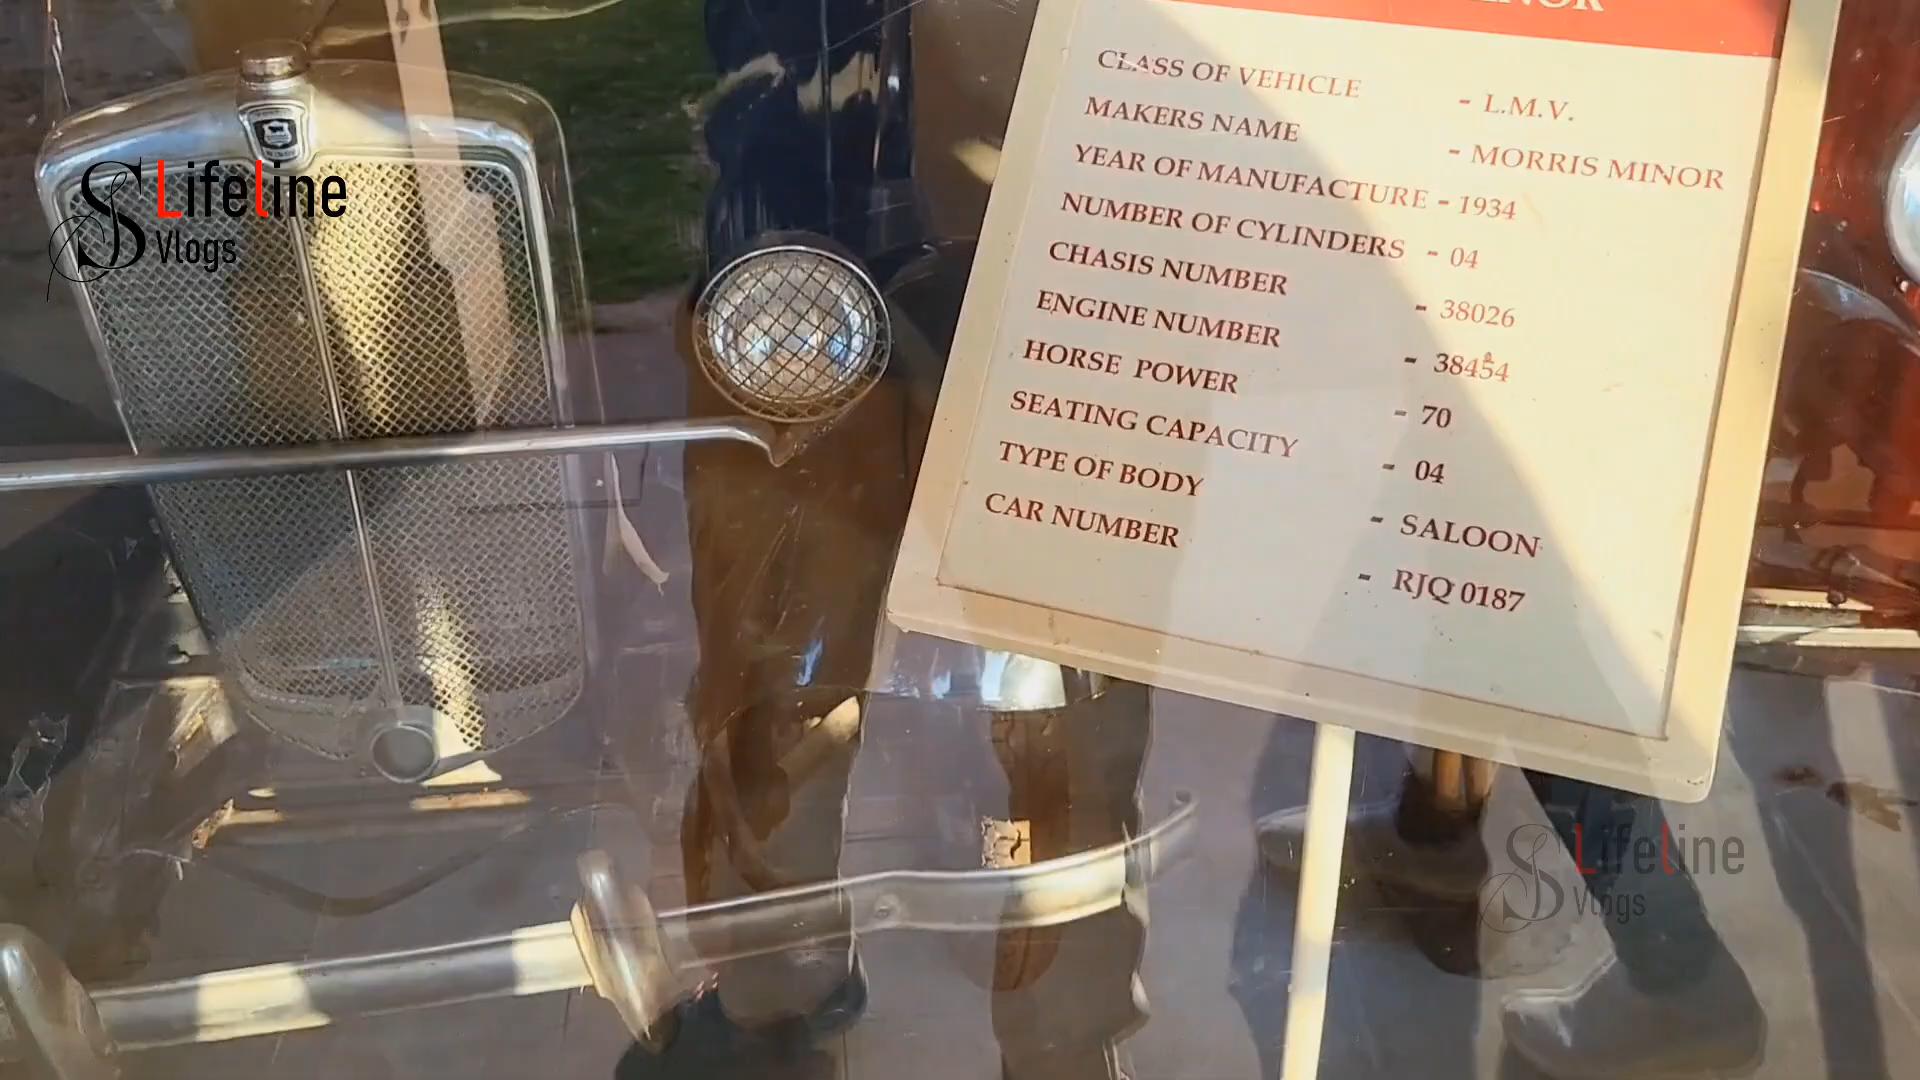 CLASS OF VEHICLE - L.M.V.
MAKERS NAME - MORRIS MINOR
YEAR OF MANUFACTURE - 1934
NUMBER OF CYLINDERS - 04
CHASIS NUMBER - 38026
ENGINE NUMBER - 38454
HORSE POWER - 70
SEATING CAPACITY - 04
TYPE OF BODY - SALOON
CAR NUMBER - RJQ 0187
Lifeline
Vlogs
Lifeline
Vlogs